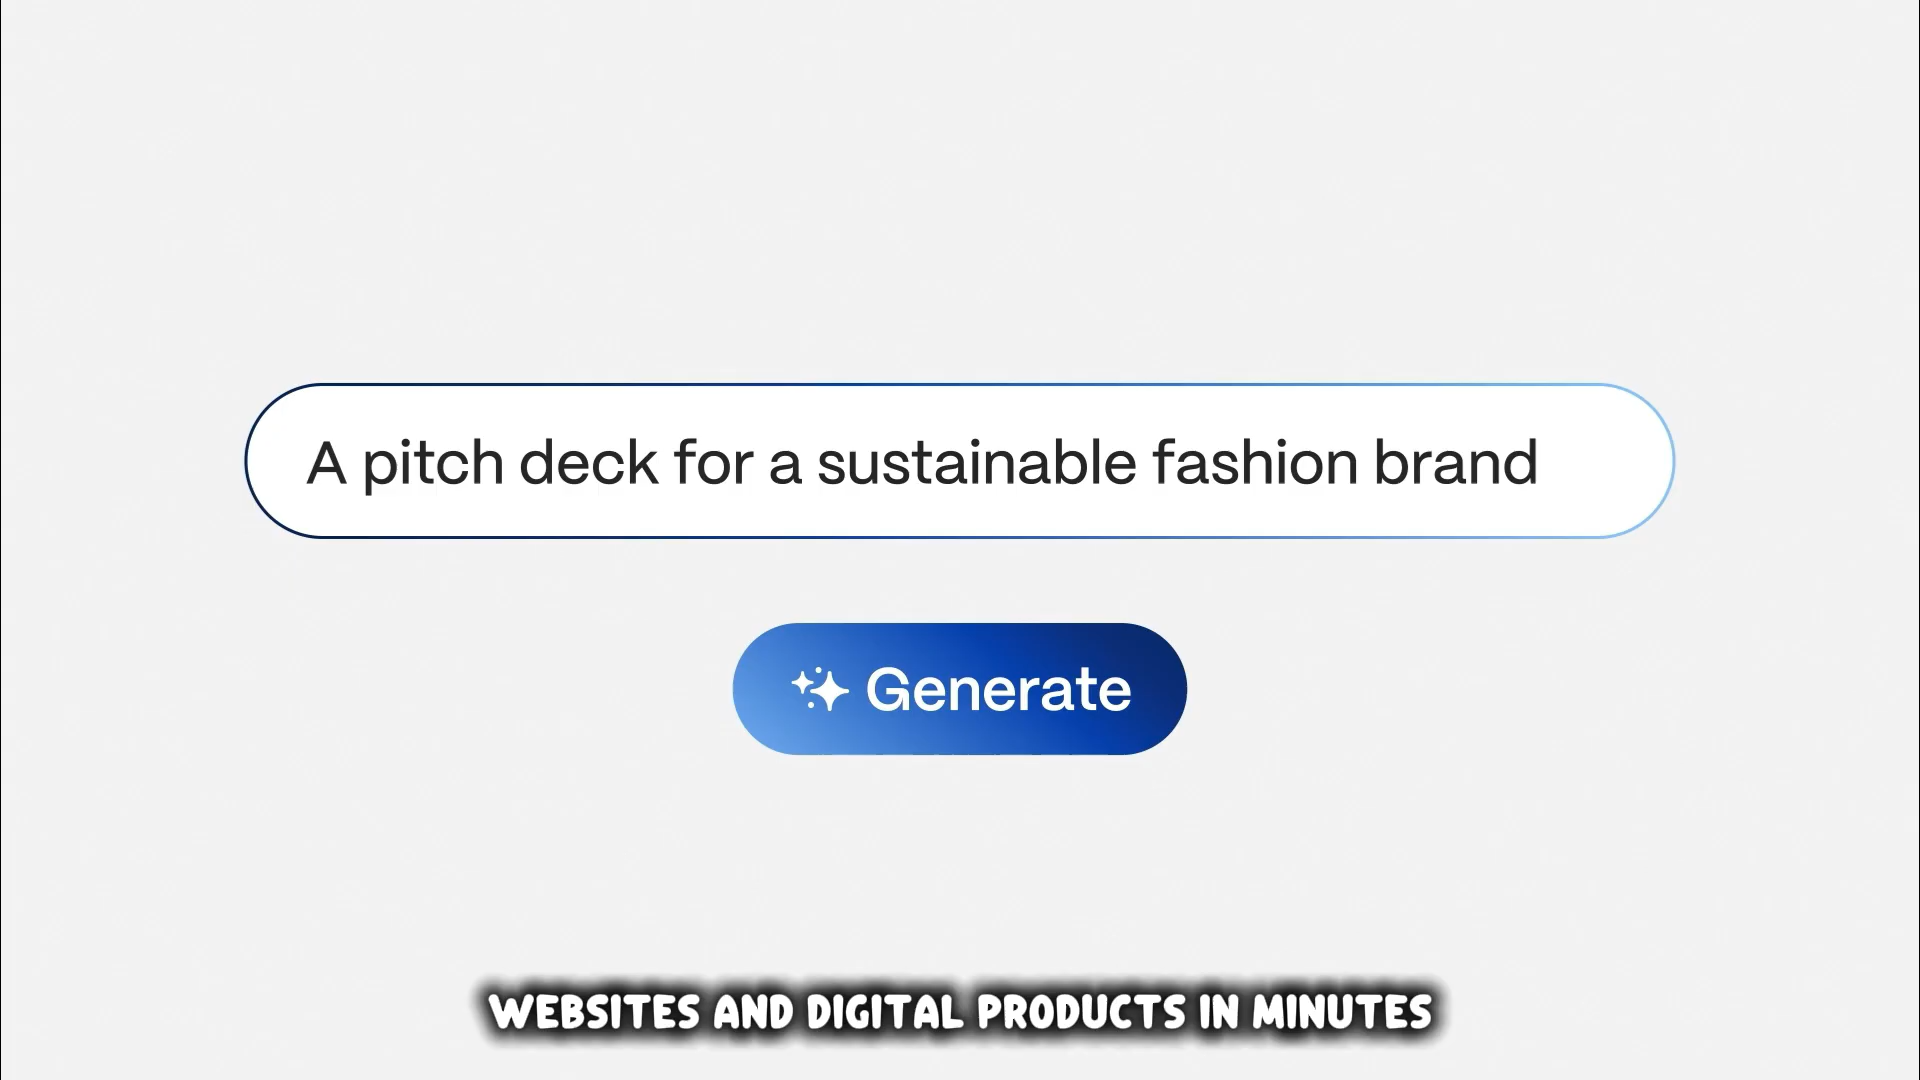 A pitch deck for a sustainable fashion brand
Generate
WEBSITES AND DIGITAL PRODUCTS IN MINUTES